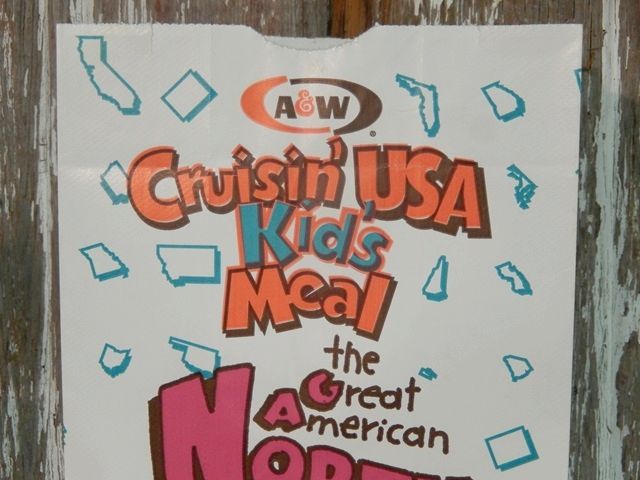 A&W
®
Cruisin' USA
Kid's
Meal
the
Great
American